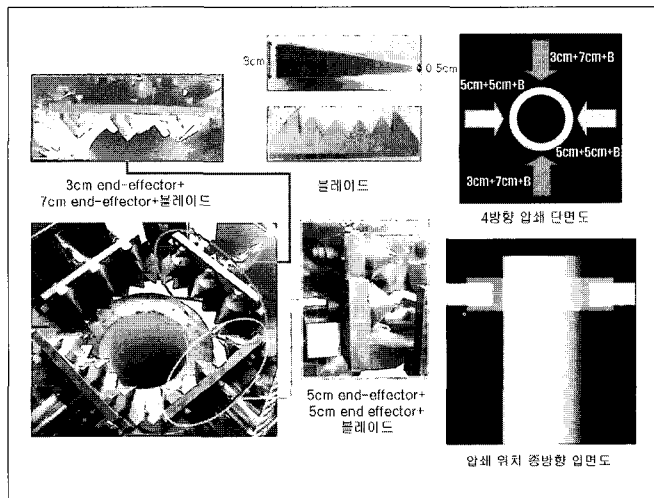 3cm
0.5cm
3cm end-effector+
7cm end-effector+블레이드
블레이드
3cm+7cm+B
5cm+5cm+B
5cm+5cm+B
3cm+7cm+B
4방향 압쇄 단면도
5cm end-effector+
5cm end effector+
블레이드
압쇄 위치 종방향 입면도